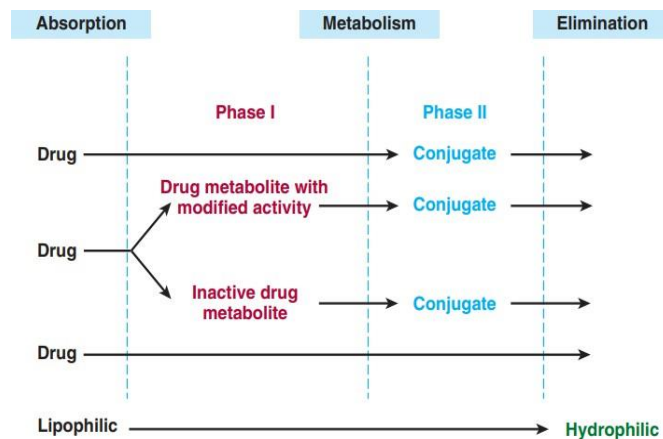 Absorption
Metabolism
Elimination
Phase I
Phase II
Drug
Conjugate
Drug metabolite with
modified activity
Conjugate
Drug
Inactive drug
metabolite
Conjugate
Drug
Lipophilic
Hydrophilic